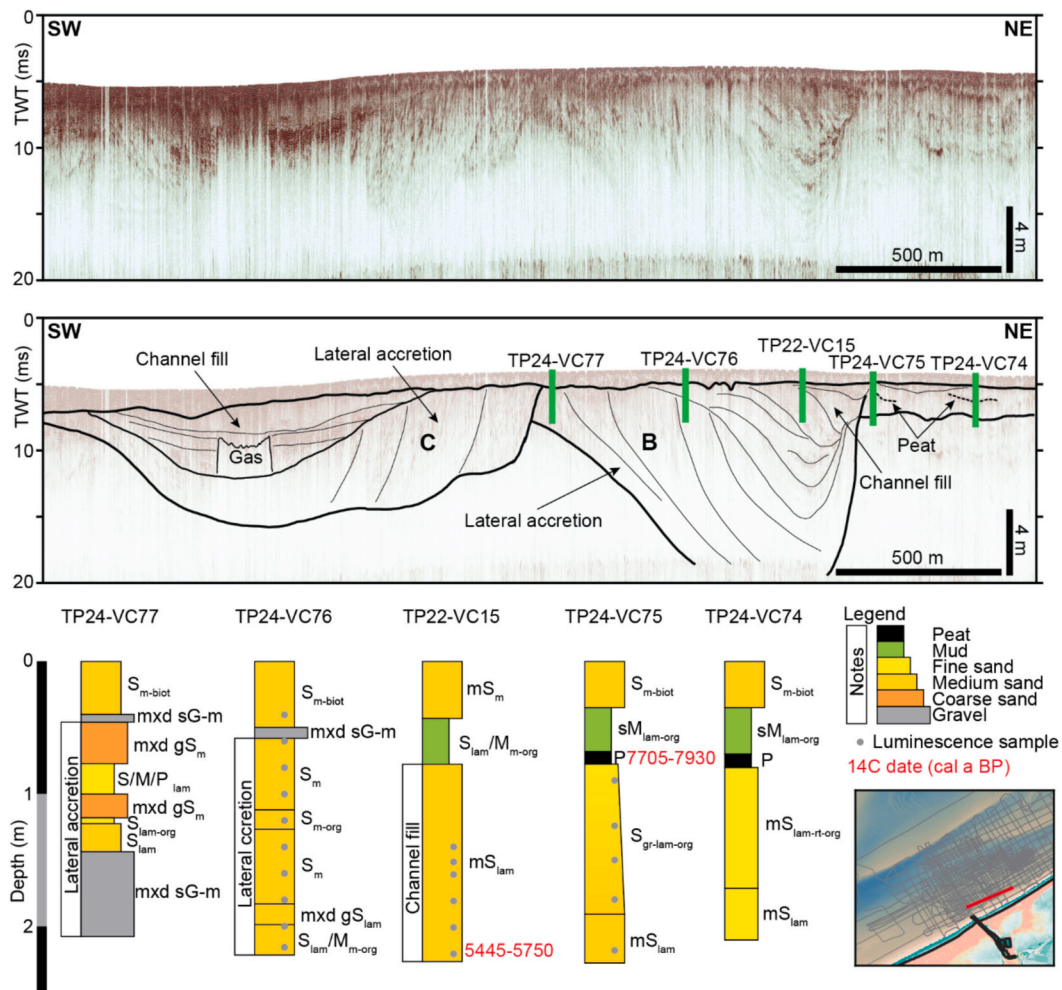 0
SW
NE
TWT (ms)
10
20
4 m
500 m
0
SW
NE
Channel fill
Lateral accretion
TP24-VC77
TP24-VC76
TP22-VC15
TP24-VC75
TP24-VC74
TWT (ms)
10
Gas
C
B
Peat
Channel fill
Lateral accretion
4 m
500 m
20
TP24-VC77
TP24-VC76
TP22-VC15
TP24-VC75
TP24-VC74
Depth (m)
0
1
2
Lateral accretion
Sm-biot
mxd sG-m
mxd gSm
S/M/Plam
mxd gSm
Slam-org
Slam
mxd sG-m
Lateral ccretion
Sm-biot
mxd sG-m
Sm
Sm-org
Sm
mxd gSlam
Slam/Mm-org
Channel fill
mSm
Slam/Mm-org
mSlam
5445-5750
Sm-biot
sMlam-org
P7705-7930
Sgr-lam-org
mSlam
Sm-biot
sMlam-org
P
mSlam-rt-org
mSlam
Legend
Notes
Peat
Mud
Fine sand
Medium sand
Coarse sand
Gravel
Luminescence sample
14C date (cal a BP)